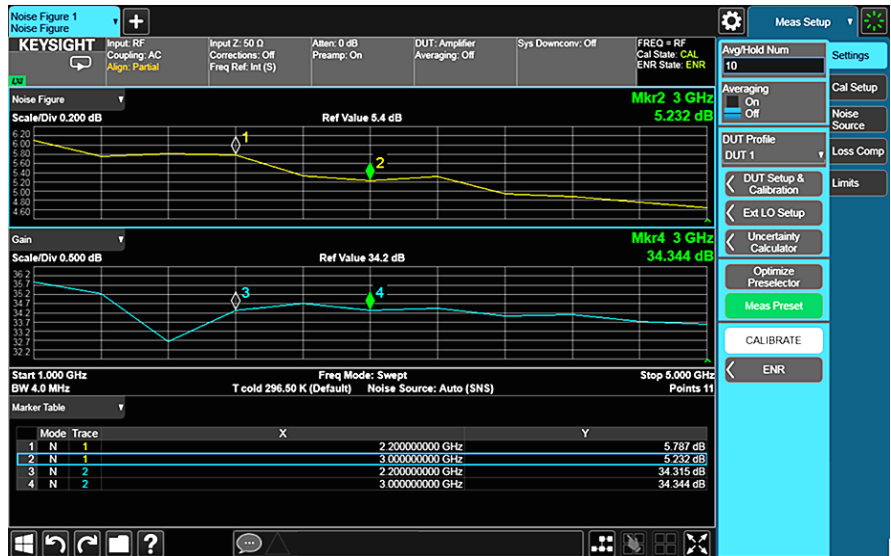 Noise Figure 1
Noise Figure
+
Meas Setup
KEYSIGHT
Input: RF
Coupling: AC
Align: Partial
Input Z: 50 Ω
Corrections: Off
Freq Ref: Int (S)
Atten: 0 dB
Preamp: On
DUT: Amplifier
Averaging: Off
Sys Downconv: Off
FREQ = RF
Cal State: CAL
ENR State: ENR
LXI
Noise Figure
Scale/Div 0.200 dB
Ref Value 5.4 dB
Mkr2 3 GHz
5.232 dB
6.20
6.00
5.80
5.60
5.40
5.20
5.00
4.80
4.60
1
2
Gain
Scale/Div 0.500 dB
Ref Value 34.2 dB
Mkr4 3 GHz
34.344 dB
36.2
35.7
35.2
34.7
34.2
33.7
33.2
32.7
32.2
3
4
Start 1.000 GHz
Freq Mode: Swept
Stop 5.000 GHz
BW 4.0 MHz
T cold 296.50 K (Default) Noise Source: Auto (SNS)
Points 11
Marker Table
Mode Trace X Y
1 N 1 2.200000000 GHz 5.787 dB
2 N 1 3.000000000 GHz 5.232 dB
3 N 2 2.200000000 GHz 34.315 dB
4 N 2 3.000000000 GHz 34.344 dB
?
Avg/Hold Num
10
Averaging
On
Off
DUT Profile
DUT 1
DUT Setup &
Calibration
Ext LO Setup
Uncertainty
Calculator
Optimize
Preselector
Meas Preset
CALIBRATE
ENR
Settings
Cal Setup
Noise
Source
Loss Comp
Limits